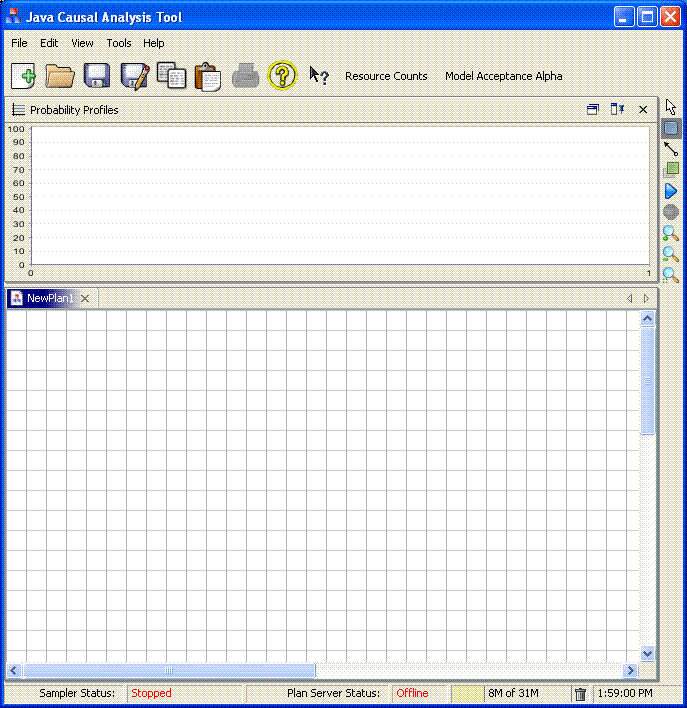 Java Causal Analysis Tool
File Edit View Tools Help
Resource Counts Model Acceptance Alpha
Probability Profiles
100
90
80
70
60
50
40
30
20
10
0
0 1
NewPlan1
Sampler Status: Stopped Plan Server Status: Offline 8M of 31M 1:59:00 PM